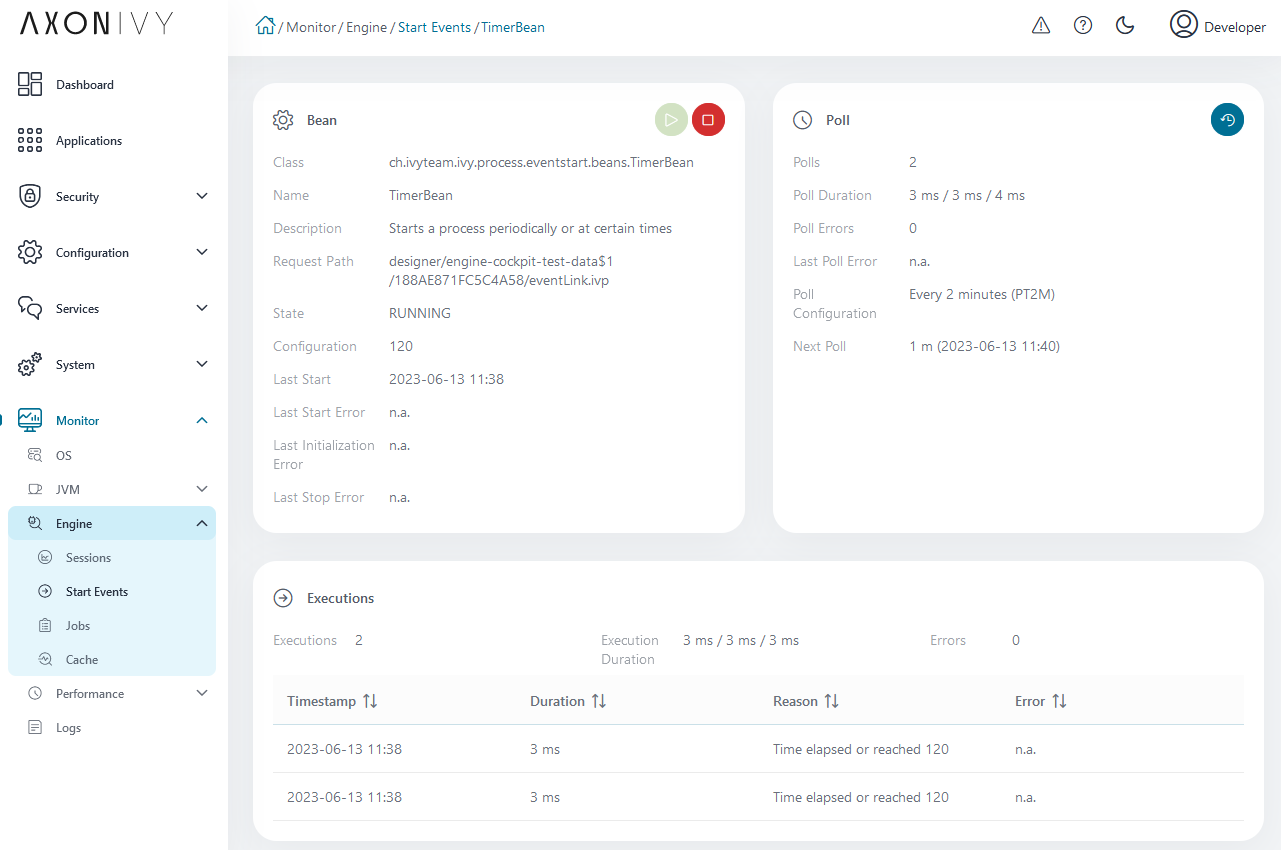 AXONIVY
/ Monitor / Engine / Start Events / TimerBean
Developer
Dashboard
Applications
Security
Configuration
Services
System
Monitor
OS
JVM
Engine
Sessions
Start Events
Jobs
Cache
Performance
Logs
Bean
Class ch.ivyteam.ivy.process.eventstart.beans.TimerBean
Name TimerBean
Description Starts a process periodically or at certain times
Request Path designer/engine-cockpit-test-data$1
/188AE871FC5C4A58/eventLink.ivp
State RUNNING
Configuration 120
Last Start 2023-06-13 11:38
Last Start Error n.a.
Last Initialization n.a.
Error
Last Stop Error n.a.
Poll
Polls 2
Poll Duration 3 ms / 3 ms / 4 ms
Poll Errors 0
Last Poll Error n.a.
Poll Every 2 minutes (PT2M)
Configuration
Next Poll 1 m (2023-06-13 11:40)
Executions
Executions 2 Execution 3 ms / 3 ms / 3 ms Errors 0
Duration
Timestamp Duration Reason Error
2023-06-13 11:38 3 ms Time elapsed or reached 120 n.a.
2023-06-13 11:38 3 ms Time elapsed or reached 120 n.a.